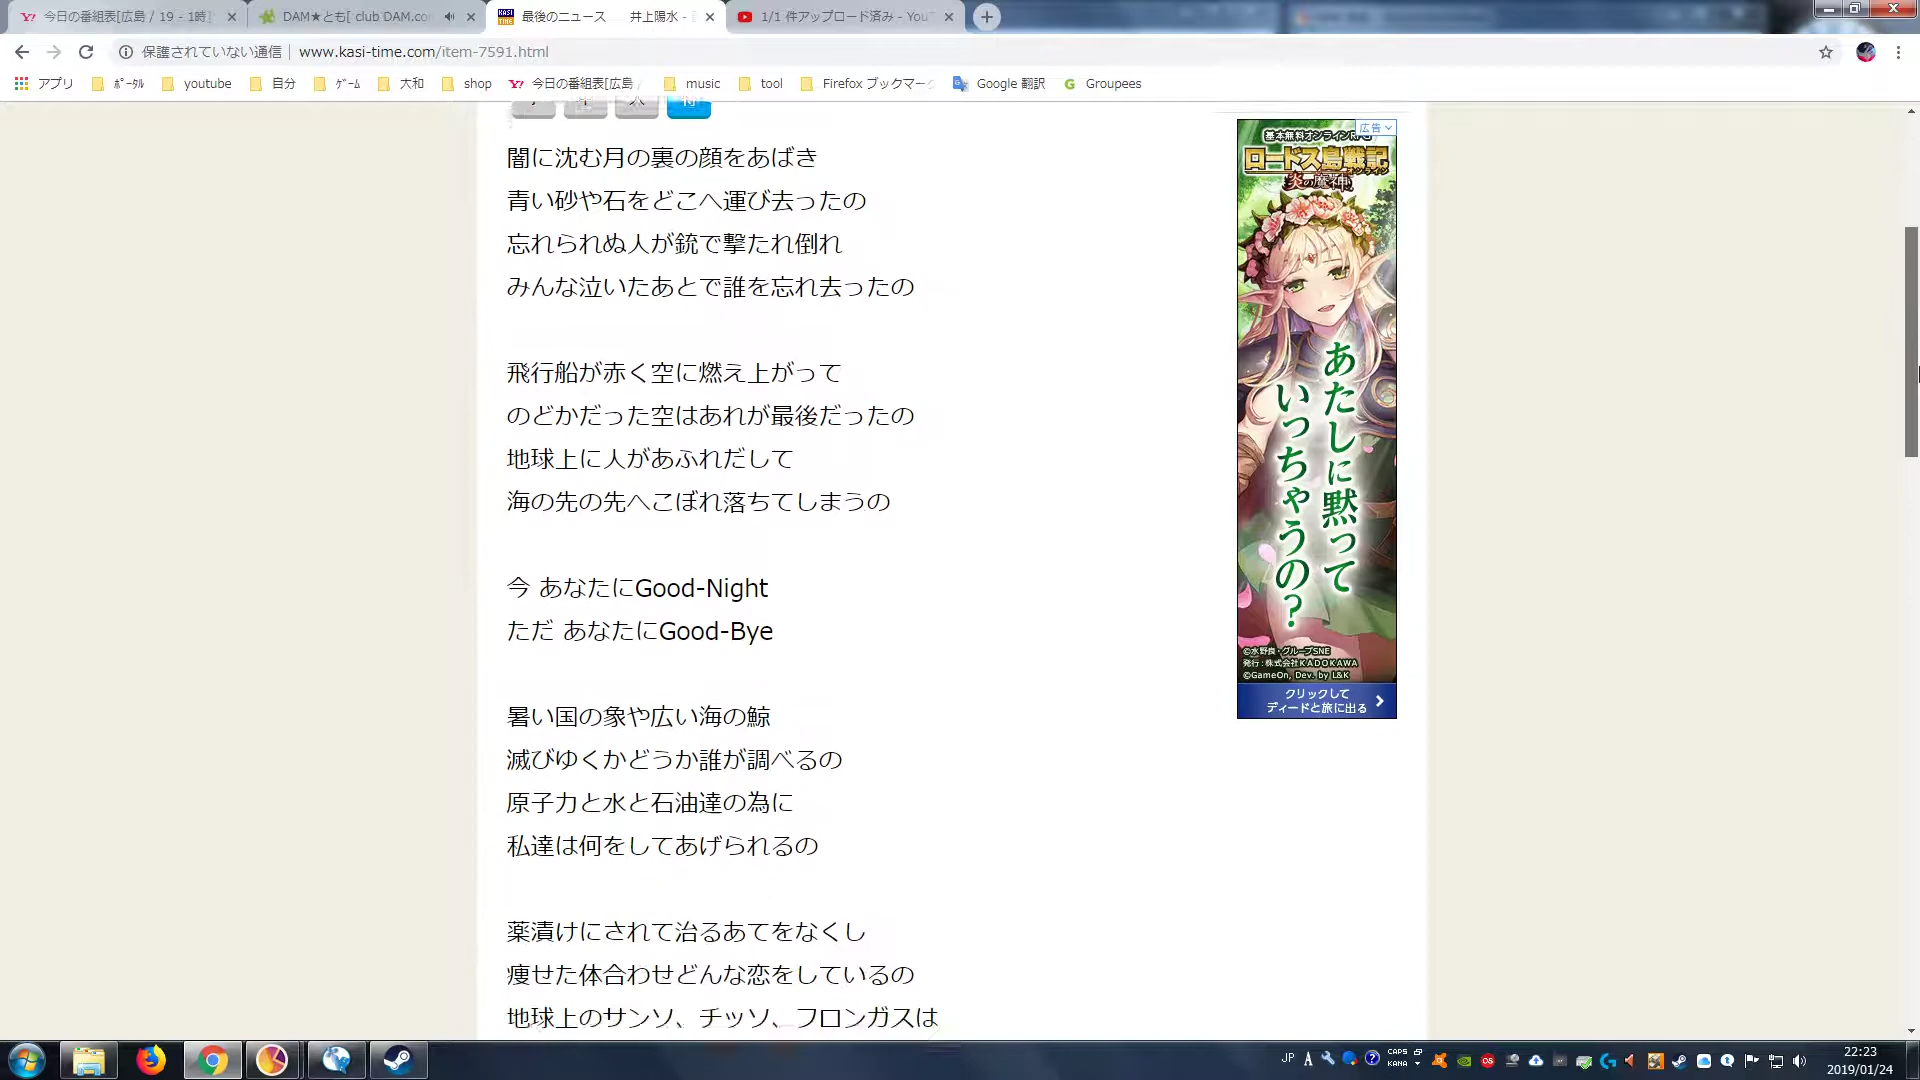 今日の番組表[広島 / 19 - 1時]
DAM★とも[ club DAM.co
最後のニュース 井上陽水 -
1/1 件アップロード済み - YouT
保護されていない通信 | www.kasi-time.com/item-7591.html
アプリ ﾎﾟｰﾀﾙ youtube 自分 ｹﾞｰﾑ 大和 shop 今日の番組表[広島 / music tool Firefox ブックマーク Google 翻訳 Groupees
闇に沈む月の裏の顔をあばき
青い砂や石をどこへ運び去ったの
忘れられぬ人が銃で撃たれ倒れ
みんな泣いたあとで誰を忘れ去ったの
飛行船が赤く空に燃え上がって
のどかだった空はあれが最後だったの
地球上に人があふれだして
海の先の先へこぼれ落ちてしまうの
今 あなたにGood-Night
ただ あなたにGood-Bye
暑い国の象や広い海の鯨
滅びゆくかどうか誰が調べるの
原子力と水と石油達の為に
私達は何をしてあげられるの
薬漬けにされて治るあてをなくし
痩せた体合わせどんな恋をしているの
地球上のサンソ、チッソ、フロンガスは
広告
基本無料オンラインRPG
ロードス島戦記
オンライン
炎の魔神
あたしに黙って
いっちゃうの?
©水野良・グループSNE
発行:株式会社KADOKAWA
©GameOn, Dev. by L&K
クリックして
ディードと旅に出る
JP
CAPS
KANA
22:23
2019/01/24